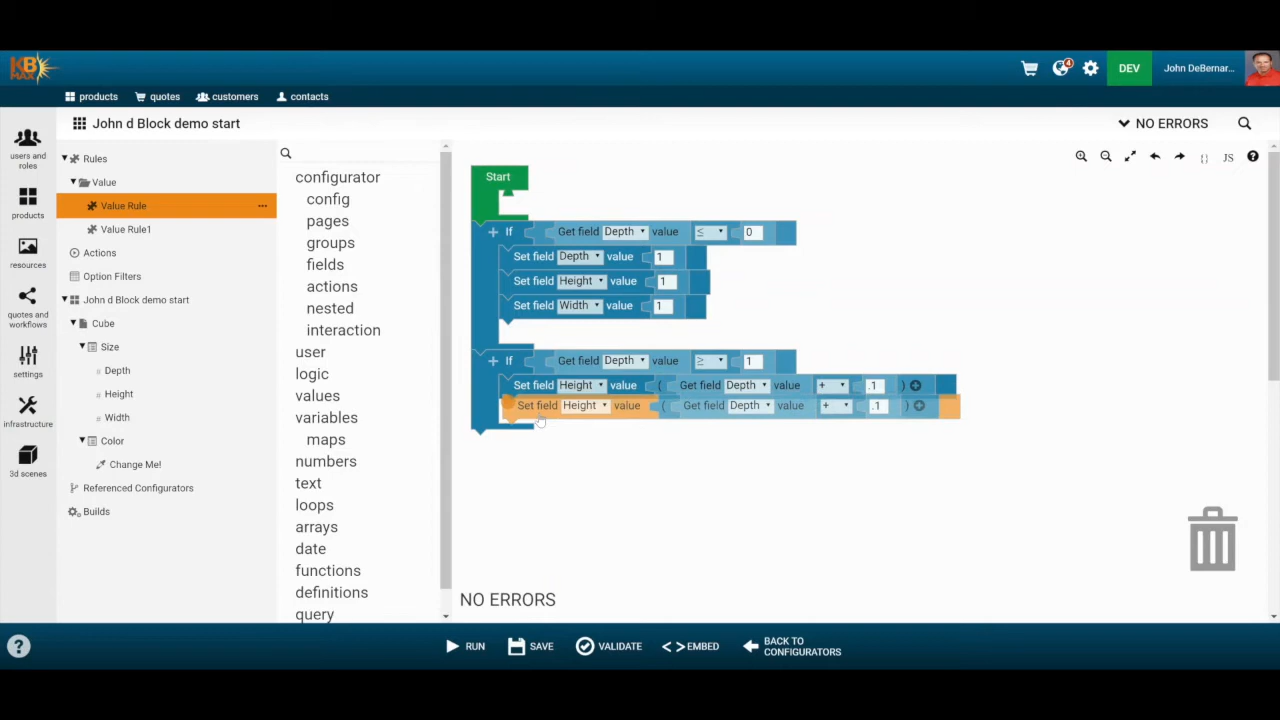 KB MAX
4
DEV
John DeBernar...
products
quotes
customers
contacts
John d Block demo start
NO ERRORS
users and roles
products
resources
quotes and workflows
settings
infrastructure
3d scenes
Rules
Value
Value Rule
...
Value Rule1
Actions
Option Filters
John d Block demo start
Cube
Size
# Depth
# Height
# Width
Color
Change Me!
Referenced Configurators
Builds
configurator
config
pages
groups
fields
actions
nested
interaction
user
logic
values
variables
maps
numbers
text
loops
arrays
date
functions
definitions
query
{} JS ?
Start
+ If Get field Depth value ≤ 0
Set field Depth value 1
Set field Height value 1
Set field Width value 1
+ If Get field Depth value ≥ 1
Set field Height value ( Get field Depth value + .1 ) +
Set field Height value ( Get field Depth value + .1 ) +
NO ERRORS
?
RUN
SAVE
VALIDATE
< > EMBED
BACK TO CONFIGURATORS